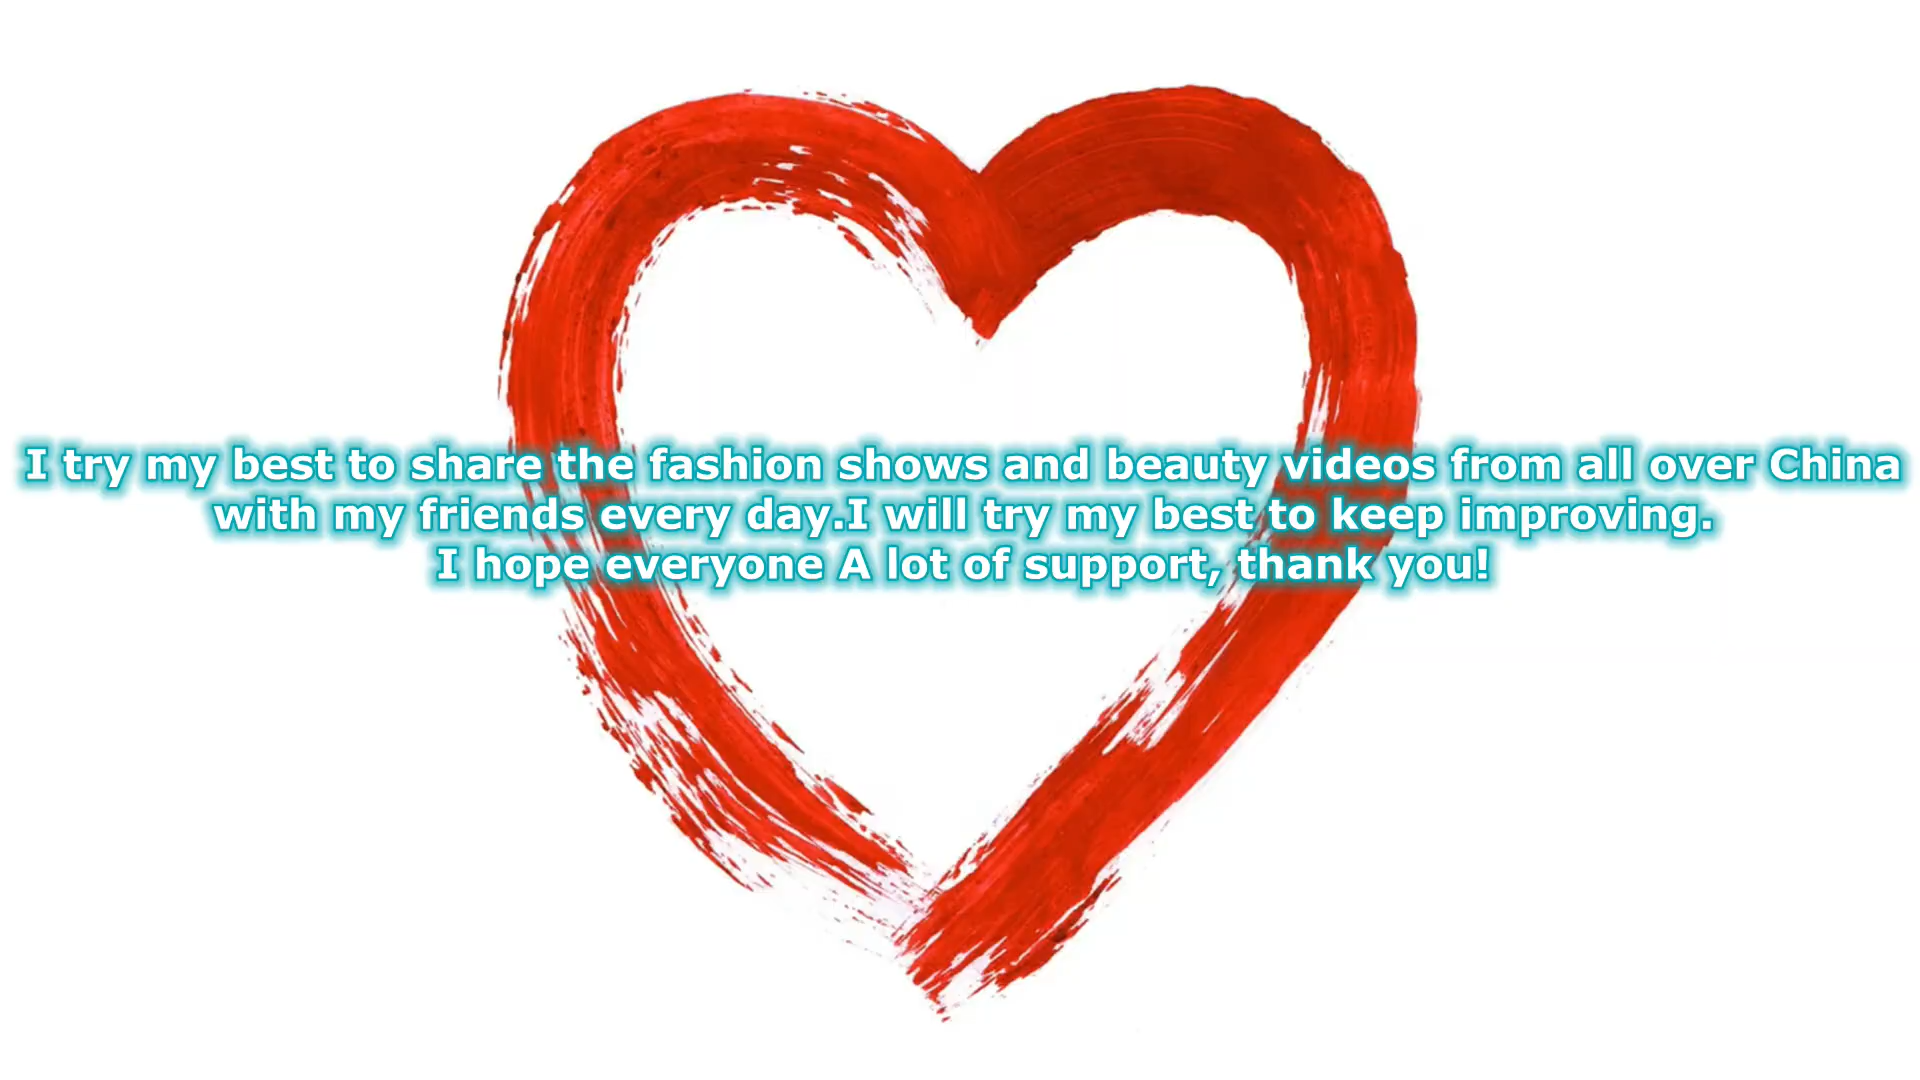 I try my best to share the fashion shows and beauty videos from all over China
with my friends every day.I will try my best to keep improving.
I hope everyone A lot of support, thank you!